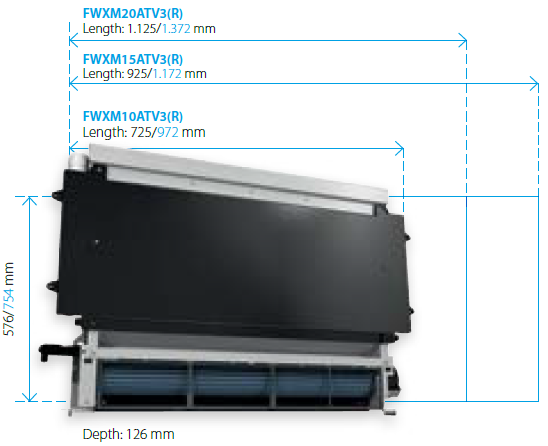 FWXM20ATV3(R)
Length: 1.125/1.372 mm
FWXM15ATV3(R)
Length: 925/1.172 mm
FWXM10ATV3(R)
Length: 725/972 mm
576/754 mm
Depth: 126 mm